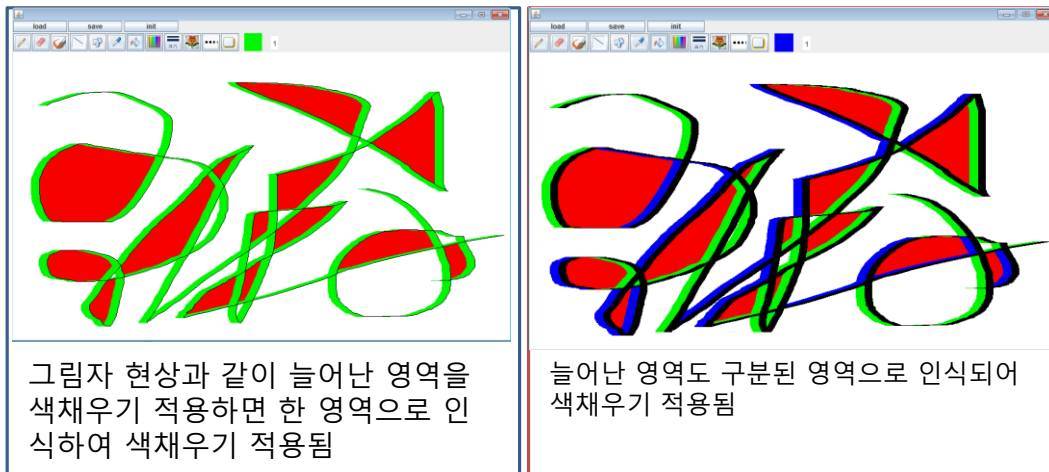 load save init
1
load save init
1
그림자 현상과 같이 늘어난 영역을
색채우기 적용하면 한 영역으로 인
식하여 색채우기 적용됨
늘어난 영역도 구분된 영역으로 인식되어
색채우기 적용됨